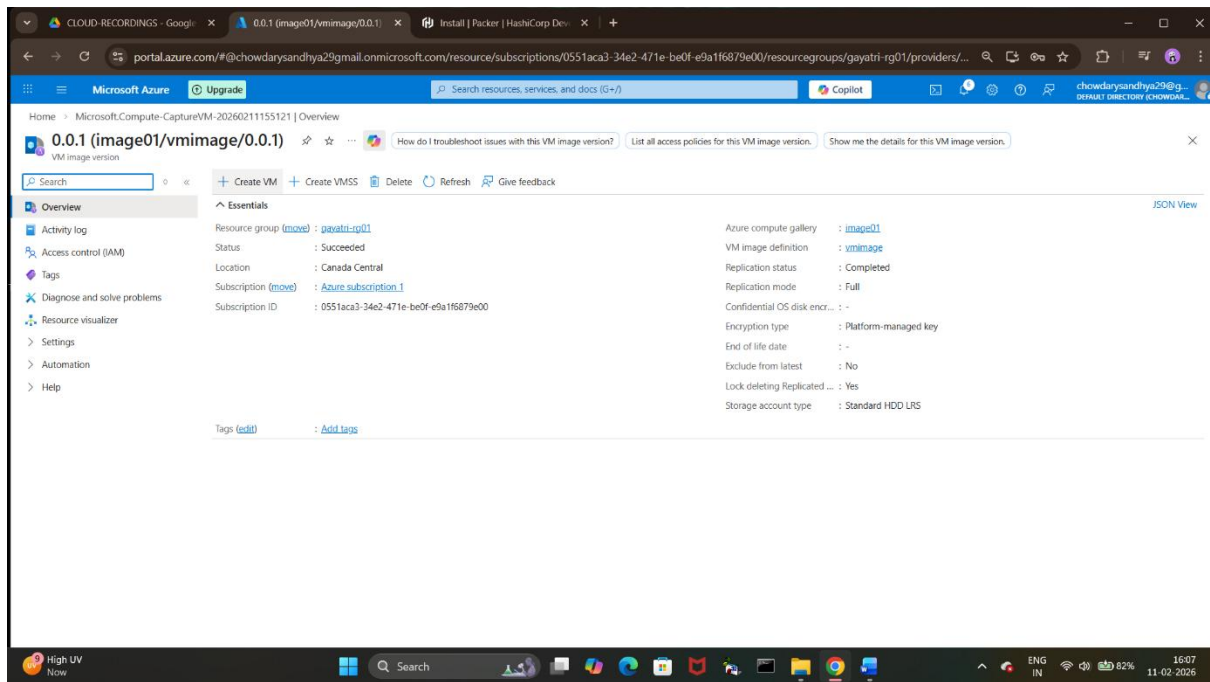 CLOUD-RECORDINGS - Google
0.0.1 (image01/vmimage/0.0.1)
Install | Packer | HashiCorp Dev
portal.azure.com/#@chowdarysandhya29gmail.onmicrosoft.com/resource/subscriptions/0551aca3-34e2-471e-be0f-e9a1f6879e00/resourcegroups/gayatri-rg01/providers/...
Microsoft Azure
Upgrade
Search resources, services, and docs (G+/)
Copilot
6
chowdarysandhya29@g...
DEFAULT DIRECTORY (CHOWDAR...
Home > Microsoft.Compute-CaptureVM-20260211155121 | Overview
0.0.1 (image01/vmimage/0.0.1)
VM image version
How do I troubleshoot issues with this VM image version?
List all access policies for this VM image version.
Show me the details for this VM image version.
Search
Create VM
Create VMSS
Delete
Refresh
Give feedback
Overview
Activity log
Access control (IAM)
Tags
Diagnose and solve problems
Resource visualizer
Settings
Automation
Help
Essentials
JSON View
Resource group (move) : gayatri-rg01
Status : Succeeded
Location : Canada Central
Subscription (move) : Azure subscription 1
Subscription ID : 0551aca3-34e2-471e-be0f-e9a1f6879e00
Azure compute gallery : image01
VM image definition : vmimage
Replication status : Completed
Replication mode : Full
Confidential OS disk encr... : -
Encryption type : Platform-managed key
End of life date : -
Exclude from latest : No
Lock deleting Replicated ... : Yes
Storage account type : Standard HDD LRS
Tags (edit) : Add tags
9
UV
High UV
Now
Search
ENG
IN
82%
16:07
11-02-2026